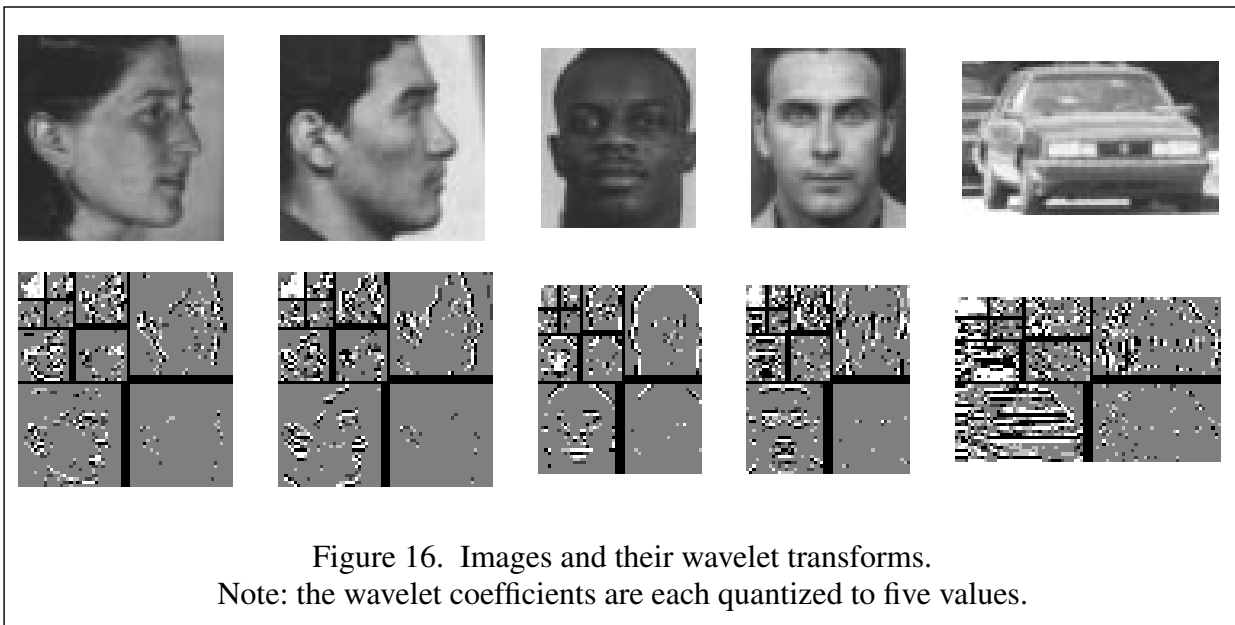 Figure 16. Images and their wavelet transforms.
Note: the wavelet coefficients are each quantized to five values.